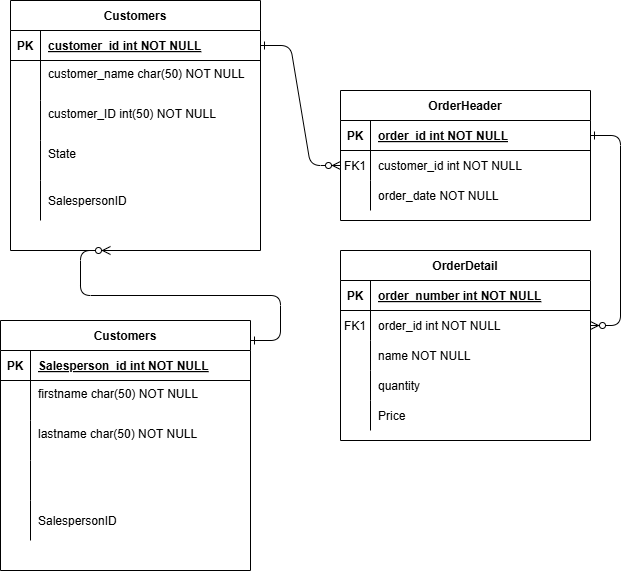 Customers
PK customer_id int NOT NULL
customer_name char(50) NOT NULL
customer_ID int(50) NOT NULL
State
SalespersonID
OrderHeader
PK order_id int NOT NULL
FK1 customer_id int NOT NULL
order_date NOT NULL
OrderDetail
PK order_number int NOT NULL
FK1 order_id int NOT NULL
name NOT NULL
quantity
Price
Customers
PK Salesperson_id int NOT NULL
firstname char(50) NOT NULL
lastname char(50) NOT NULL
SalespersonID